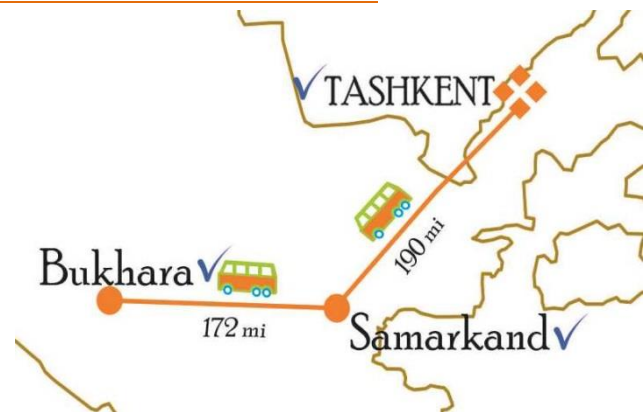 TASHKENT
190 mi
Bukhara
172 mi
Samarkand